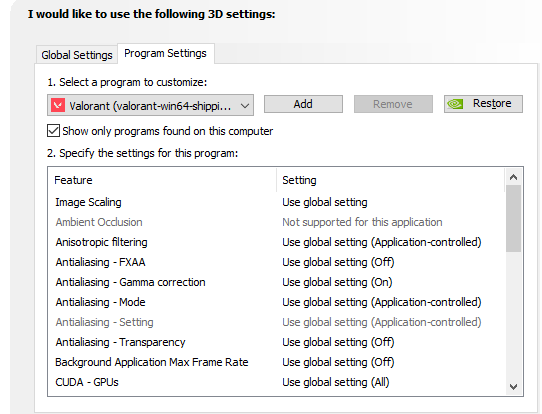 I would like to use the following 3D settings:
Global Settings Program Settings
1. Select a program to customize:
Valorant (valorant-win64-shippi... Add Remove Restore
Show only programs found on this computer
2. Specify the settings for this program:
Feature Setting
Image Scaling Use global setting
Ambient Occlusion Not supported for this application
Anisotropic filtering Use global setting (Application-controlled)
Antialiasing - FXAA Use global setting (Off)
Antialiasing - Gamma correction Use global setting (On)
Antialiasing - Mode Use global setting (Application-controlled)
Antialiasing - Setting Use global setting (Application-controlled)
Antialiasing - Transparency Use global setting (Off)
Background Application Max Frame Rate Use global setting (Off)
CUDA - GPUs Use global setting (All)